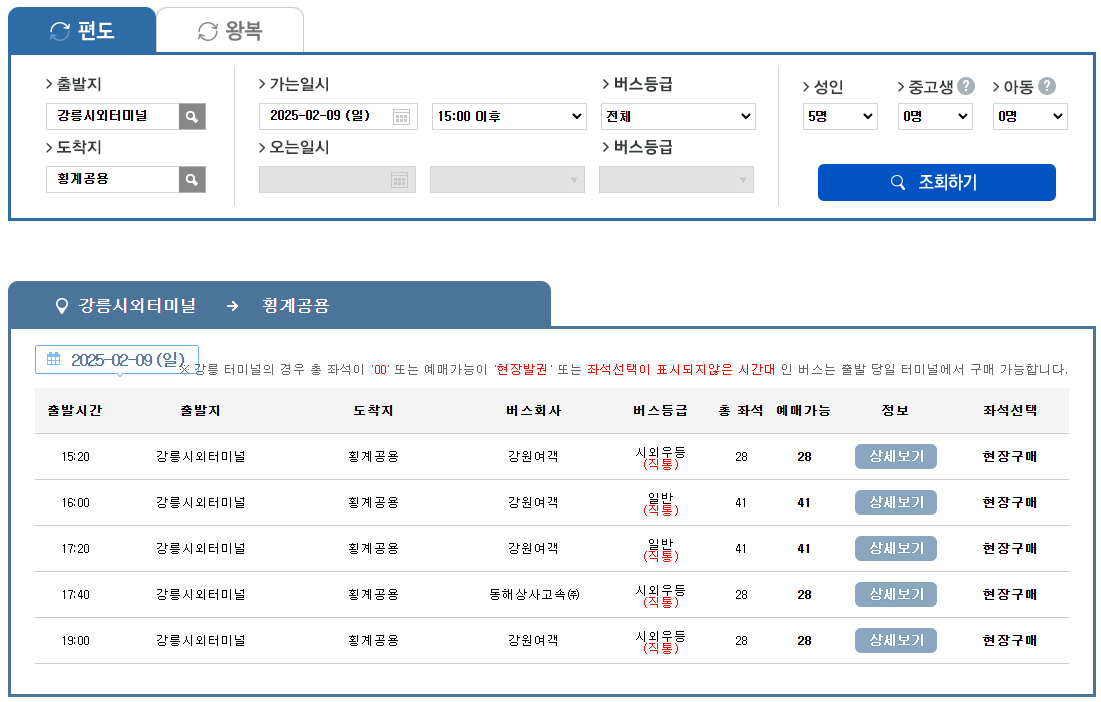 편도 왕복
출발지 가는일시 버스등급 성인 중고생 ? 아동 ?
강릉시외터미널 2025-02-09 (일) 15:00 이후 전체 5명 0명 0명
도착지 오는일시 버스등급
횡계공용 조회하기
강릉시외터미널 → 횡계공용
2025-02-09 (일)
※ 강릉 터미널의 경우 총 좌석이 '00' 또는 예매가능이 '현장발권' 또는 좌석선택이 표시되지않은 시간대 인 버스는 출발 당일 터미널에서 구매 가능합니다.
출발시간 출발지 도착지 버스회사 버스등급 총 좌석 예매가능 정보 좌석선택
15:20 강릉시외터미널 횡계공용 강원여객 시외우등 (직통) 28 28 상세보기 현장구매
16:00 강릉시외터미널 횡계공용 강원여객 일반 (직통) 41 41 상세보기 현장구매
17:20 강릉시외터미널 횡계공용 강원여객 일반 (직통) 41 41 상세보기 현장구매
17:40 강릉시외터미널 횡계공용 동해상사고속㈜ 시외우등 (직통) 28 28 상세보기 현장구매
19:00 강릉시외터미널 횡계공용 강원여객 시외우등 (직통) 28 28 상세보기 현장구매